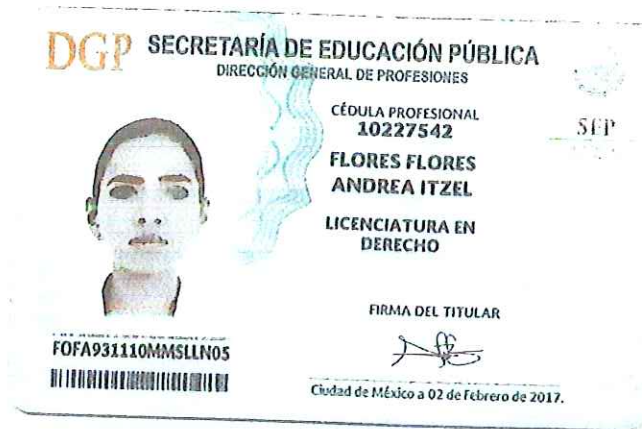 DGP SECRETARÍA DE EDUCACIÓN PÚBLICA
DIRECCIÓN GENERAL DE PROFESIONES
CÉDULA PROFESIONAL
10227542
SEP
FLORES FLORES
ANDREA ITZEL
LICENCIATURA EN
DERECHO
FIRMA DEL TITULAR
FOFA931110MMSLLN05
Ciudad de México a 02 de Febrero de 2017.